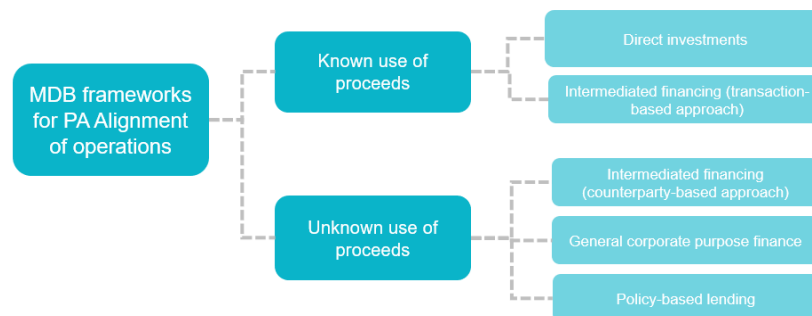 MDB frameworks
for PA Alignment
of operations
Known use of
proceeds
Direct investments
Intermediated financing (transaction-
based approach)
Unknown use of
proceeds
Intermediated financing
(counterparty-based approach)
General corporate purpose finance
Policy-based lending